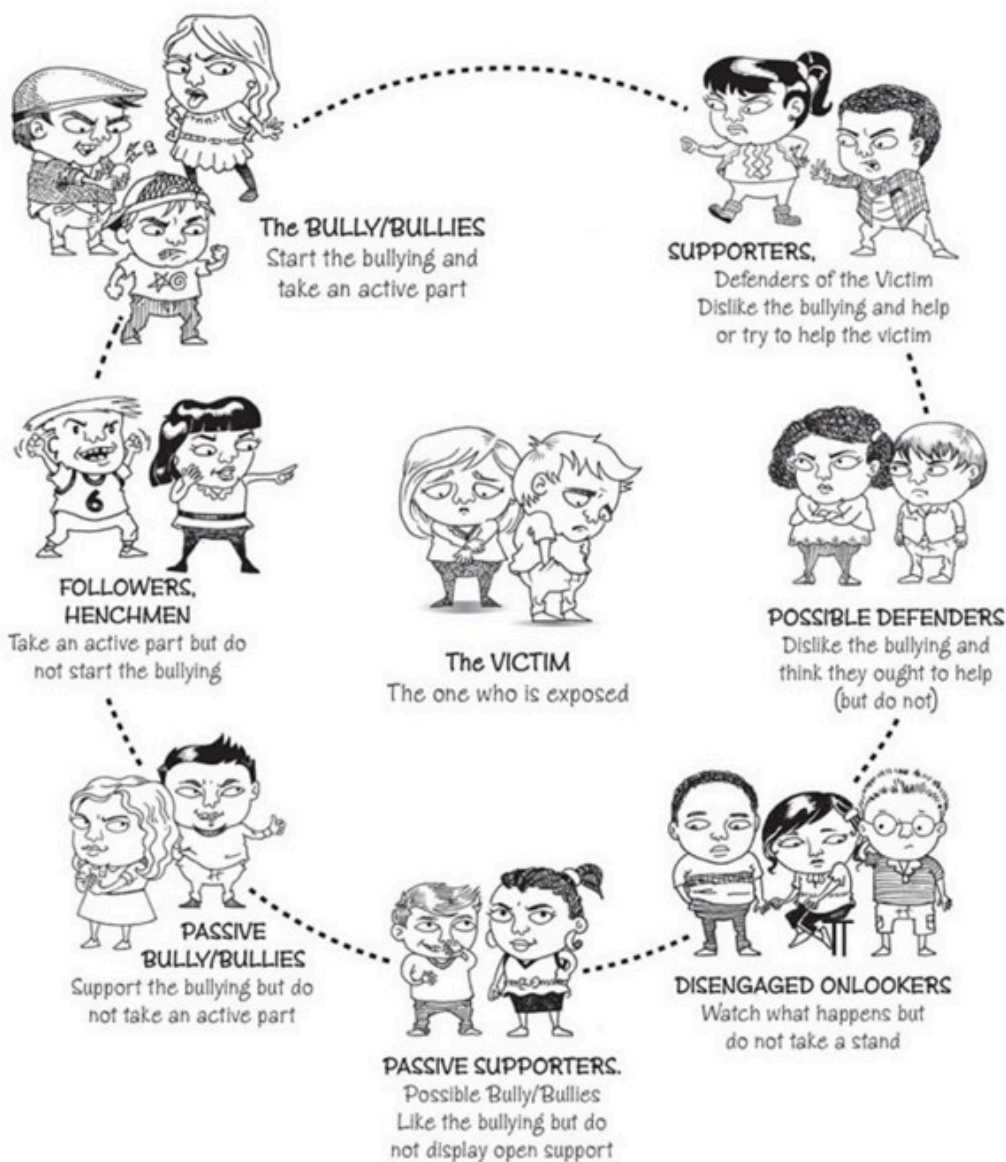 The BULLY/BULLIES
Start the bullying and
take an active part
SUPPORTERS,
Defenders of the Victim
Dislike the bullying and help
or try to help the victim
6
FOLLOWERS,
HENCHMEN
Take an active part but do
not start the bullying
The VICTIM
The one who is exposed
POSSIBLE DEFENDERS
Dislike the bullying and
think they ought to help
(but do not)
PASSIVE
BULLY/BULLIES
Support the bullying but do
not take an active part
PASSIVE SUPPORTERS.
Possible Bully/Bullies
Like the bullying but do
not display open support
DISENGAGED ONLOOKERS
Watch what happens but
do not take a stand